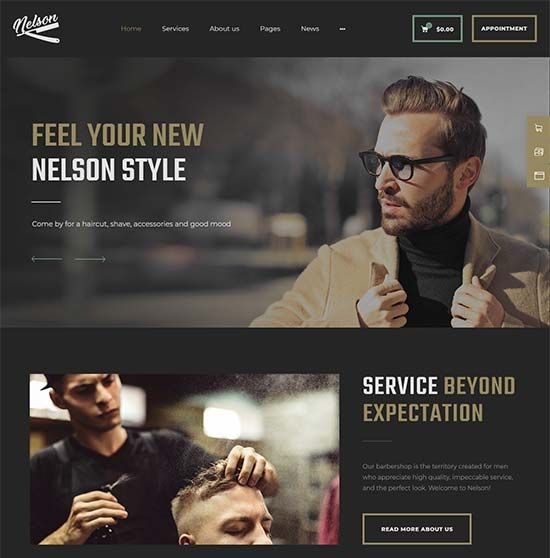 Nelson
Home Services About us Pages News •••
0 $0.00
APPOINTMENT
FEEL YOUR NEW
NELSON STYLE
Come by for a haircut, shave, accessories and good mood
SERVICE BEYOND
EXPECTATION
Our barbershop is the territory created for men
who appreciate high quality, impeccable service,
and the perfect look. Welcome to Nelson!
READ MORE ABOUT US